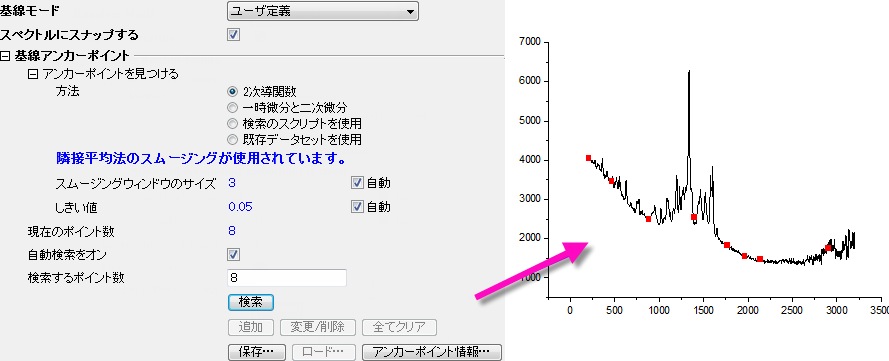 基線モード ユーザ定義
スペクトルにスナップする
基線アンカーポイント
アンカーポイントを見つける
方法 2次導関数
一時微分と二次微分
検索のスクリプトを使用
既存データセットを使用
隣接平均法のスムージングが使用されています。
スムージングウィンドウのサイズ 3 自動
しきい値 0.05 自動
現在のポイント数 8
自動検索をオン
検索するポイント数 8
検索
追加 変更/削除 全てクリア
保存… ロード… アンカーポイント情報…
7000
6000
5000
4000
3000
2000
1000
0 500 1000 1500 2000 2500 3000 3500